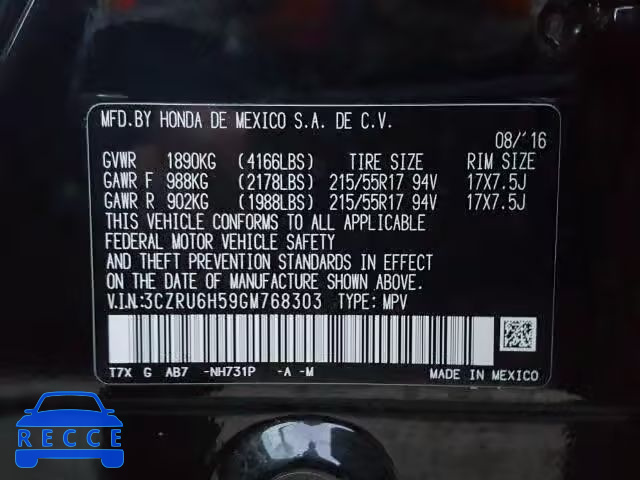 MFD.BY HONDA DE MEXICO S.A. DE C.V.
08/'16
GVWR 1890KG (4166LBS) TIRE SIZE RIM SIZE
GAWR F 988KG (2178LBS) 215/55R17 94V 17X7.5J
GAWR R 902KG (1988LBS) 215/55R17 94V 17X7.5J
THIS VEHICLE CONFORMS TO ALL APPLICABLE
FEDERAL MOTOR VEHICLE SAFETY
AND THEFT PREVENTION STANDARDS IN EFFECT
ON THE DATE OF MANUFACTURE SHOWN ABOVE.
V.I.N:3CZRU6H59GM768303 TYPE: MPV
T7X G AB7 -NH731P -A -M MADE IN MEXICO
RECCE